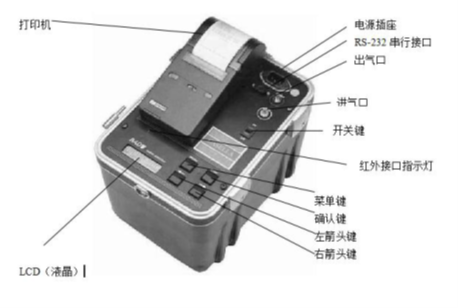 打印机
电源插座
RS-232 串行接口
出气口
讲气口
开关键
红外接口指示灯
菜单键
确认键
左箭头键
右箭头键
LCD（液晶）